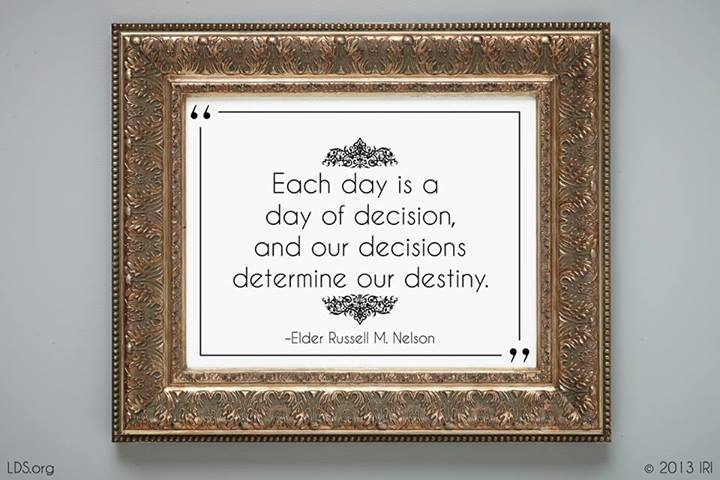 “
Each day is a
day of decision,
and our decisions
determine our destiny.
–Elder Russell M. Nelson
”
LDS.org
© 2013 IRI